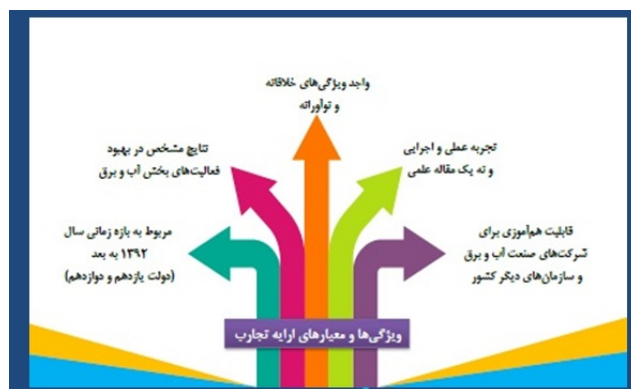 واجد ویژگی‌های خلاقانه
و نوآورانه
تجربه عملی و اجرایی
و نه یک مقاله علمی
نتایج مشخص در بهبود
فعالیت‌های بخش آب و برق
قابلیت هم‌آموزی برای
شرکت‌های صنعت آب و برق
و سازمان‌های دیگر کشور
مربوط به بازه زمانی سال
۱۳۹۲ به بعد
(دولت یازدهم و دوازدهم)
ویژگی‌ها و معیارهای ارایه تجارب